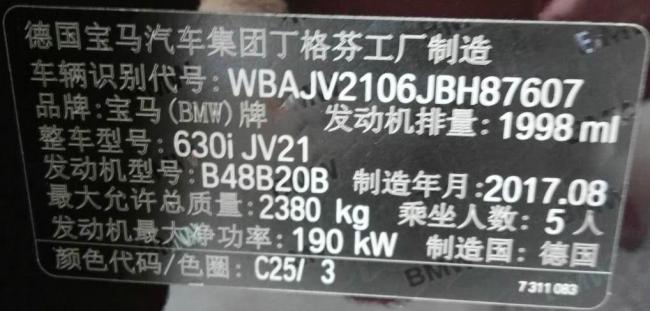 德国宝马汽车集团丁格芬工厂制造
车辆识别代号: WBAJV2106JBH87607
品牌: 宝马(BMW)牌 发动机排量: 1998 ml
整车型号: 630i JV21
发动机型号: B48B20B 制造年月: 2017.08
最大允许总质量: 2380 kg 乘坐人数: 5 人
发动机最大净功率: 190 kW 制造国: 德国
颜色代码/色圈: C25/ 3
7 311 083